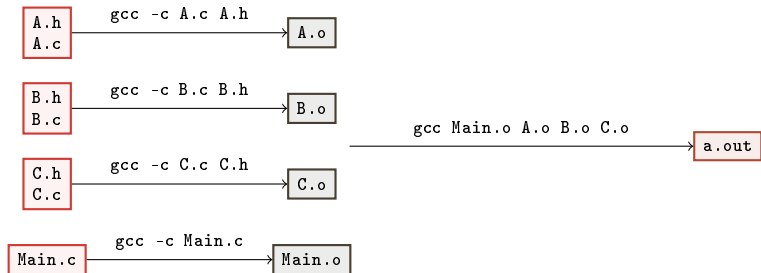 A.h
A.c
gcc -c A.c A.h
A.o
B.h
B.c
gcc -c B.c B.h
B.o
gcc Main.o A.o B.o C.o
a.out
C.h
C.c
gcc -c C.c C.h
C.o
Main.c
gcc -c Main.c
Main.o